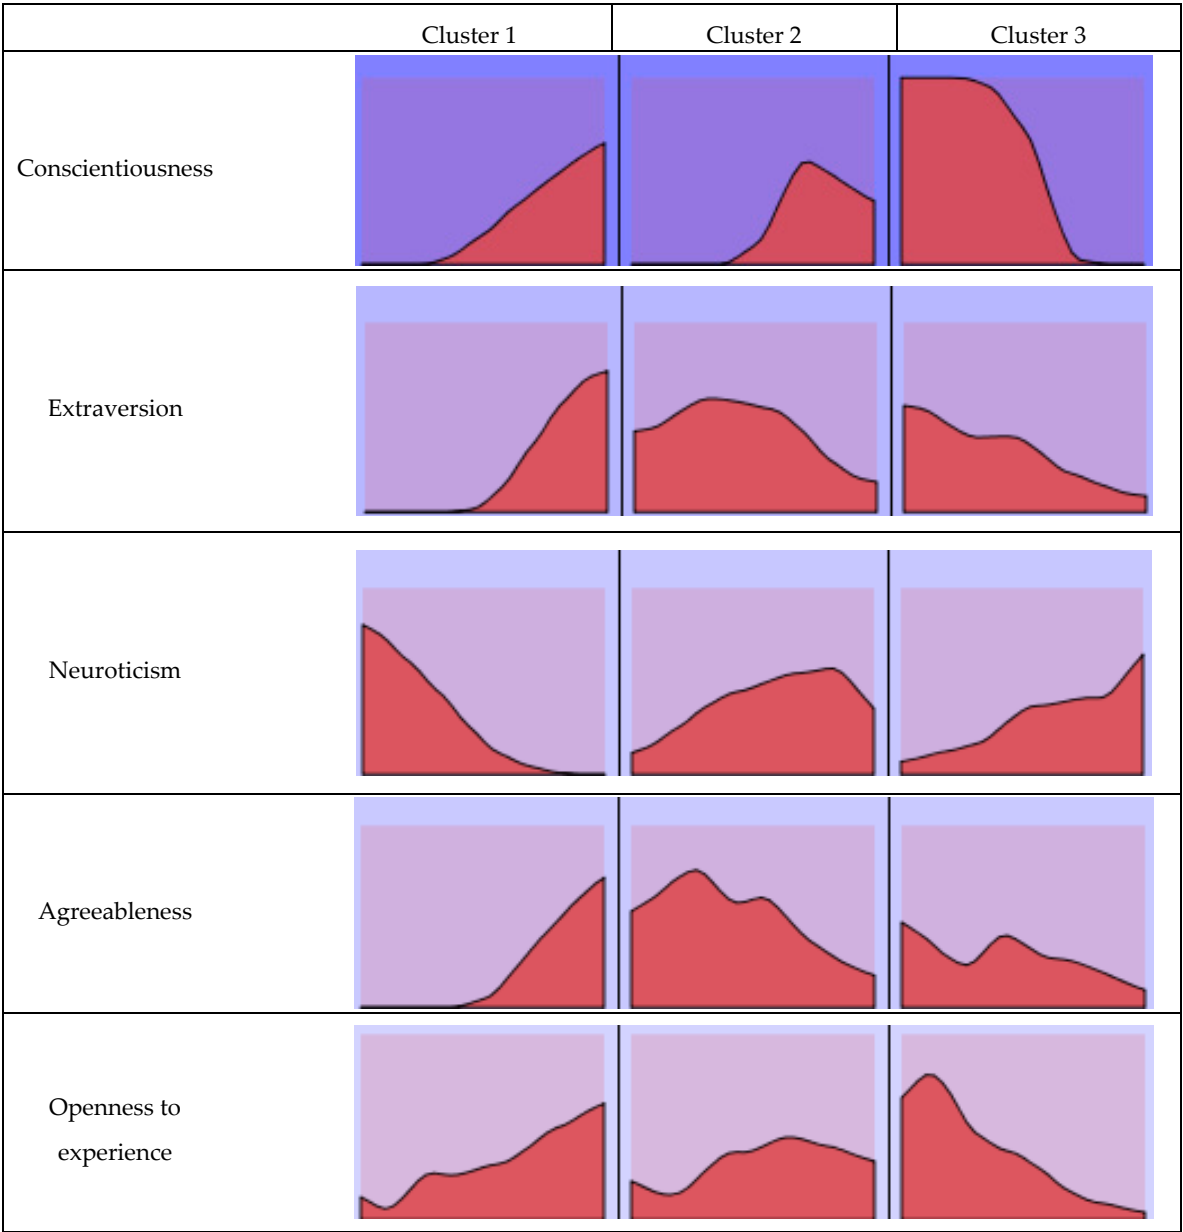 Cluster 1 Cluster 2 Cluster 3
Conscientiousness
Extraversion
Neuroticism
Agreeableness
Openness to
experience